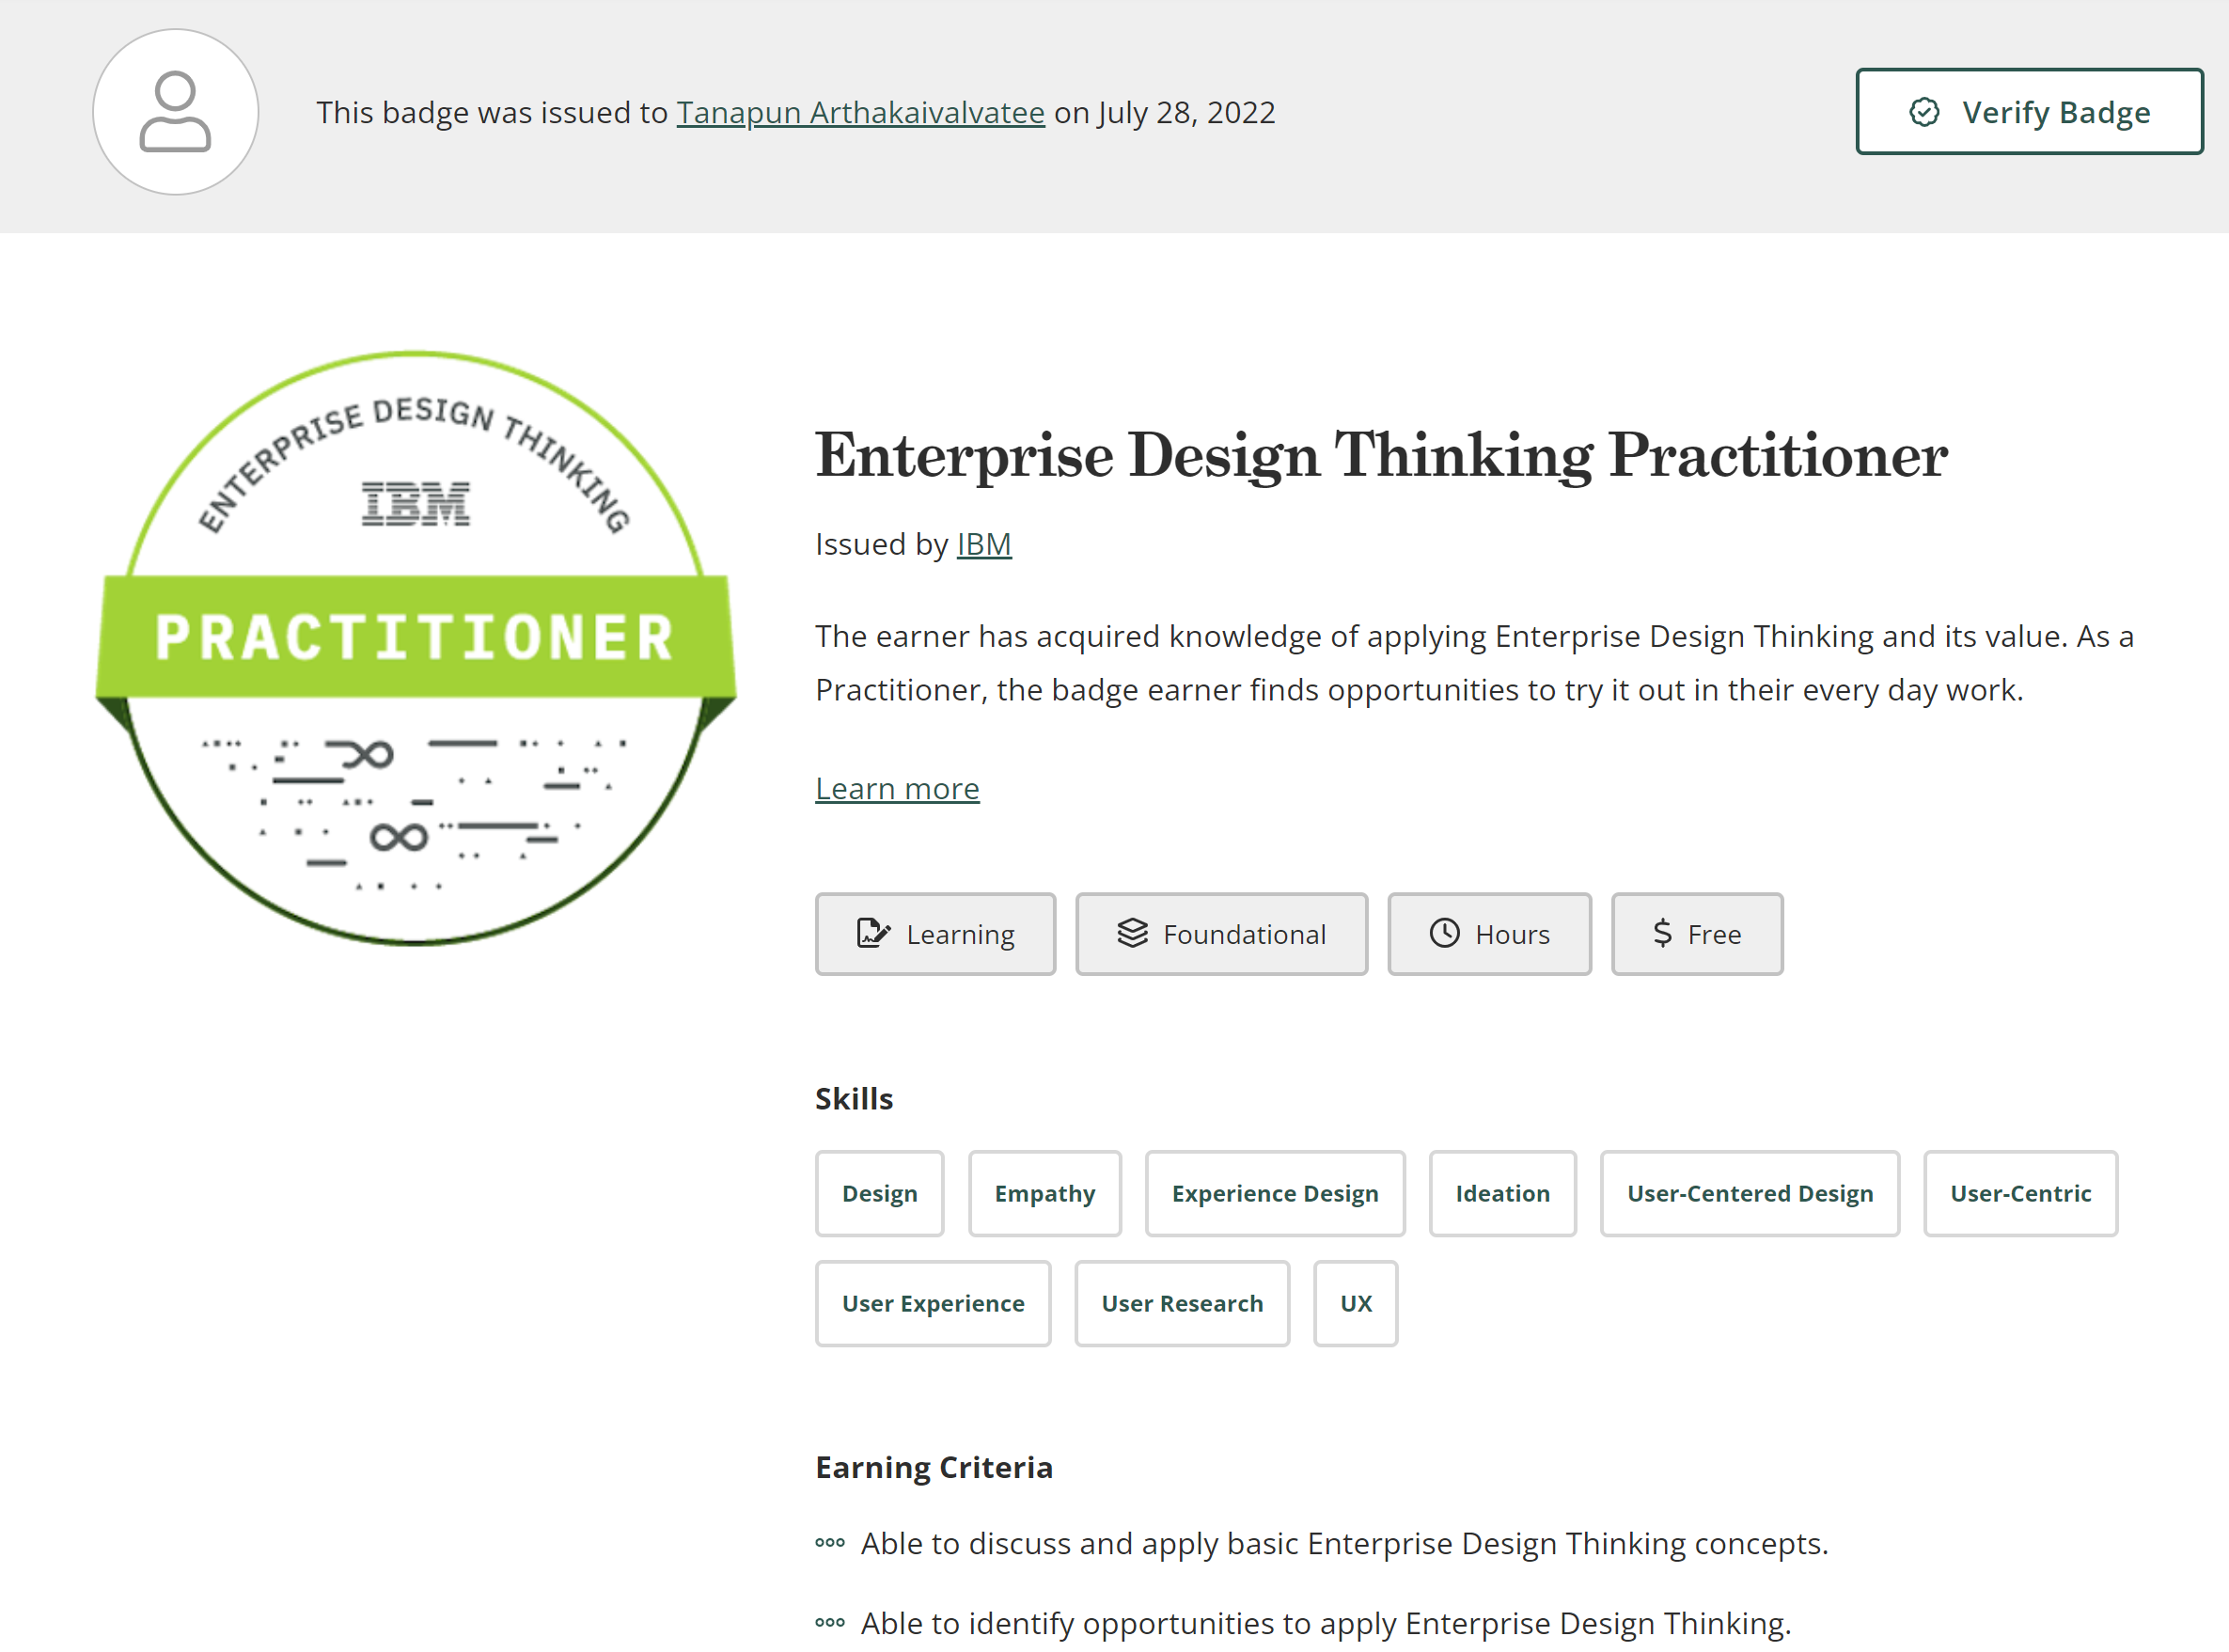 This badge was issued to Tanapun Arthakaivalvatee on July 28, 2022
Verify Badge
ENTERPRISE DESIGN THINKING
IBM
PRACTITIONER
Enterprise Design Thinking Practitioner
Issued by IBM
The earner has acquired knowledge of applying Enterprise Design Thinking and its value. As a
Practitioner, the badge earner finds opportunities to try it out in their every day work.
Learn more
Learning
Foundational
Hours
$ Free
Skills
Design
Empathy
Experience Design
Ideation
User-Centered Design
User-Centric
User Experience
User Research
UX
Earning Criteria
Able to discuss and apply basic Enterprise Design Thinking concepts.
Able to identify opportunities to apply Enterprise Design Thinking.